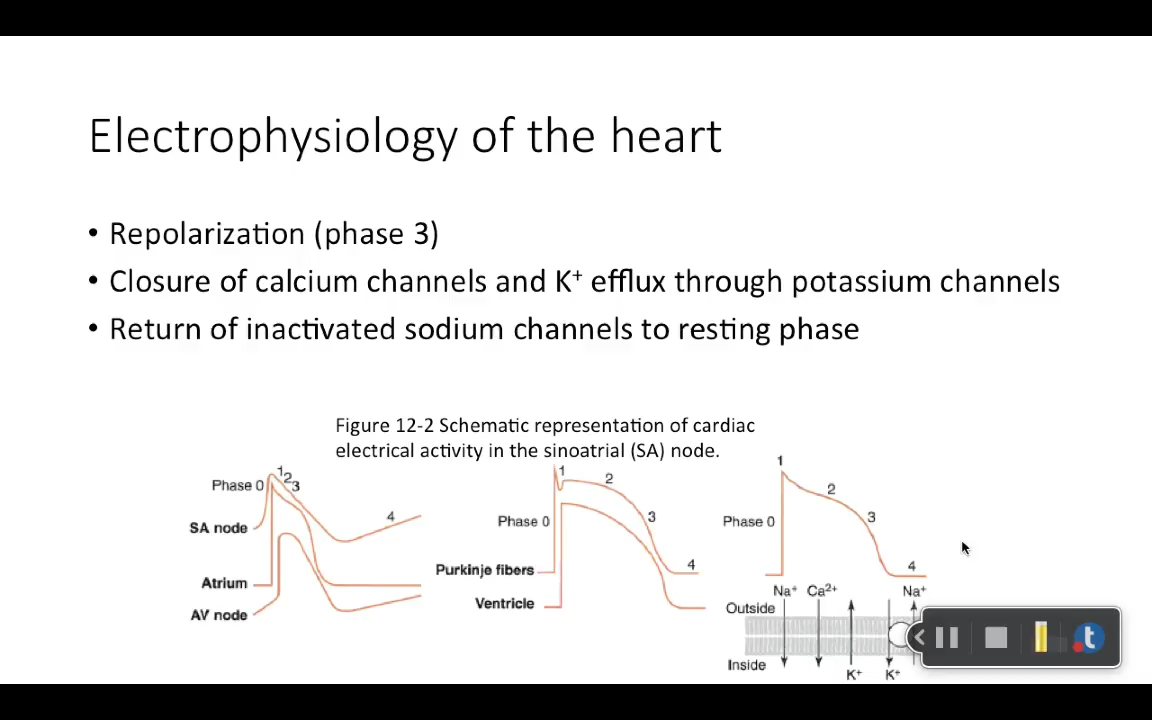 Electrophysiology of the heart
• Repolarization (phase 3)
• Closure of calcium channels and K⁺ efflux through potassium channels
• Return of inactivated sodium channels to resting phase
Figure 12-2 Schematic representation of cardiac
electrical activity in the sinoatrial (SA) node.
Phase 0
1
2
3
4
SA node
Atrium
AV node
Phase 0
1
2
3
4
Purkinje fibers
Ventricle
1
2
Phase 0
3
4
Na⁺ Ca²⁺ Na⁺
Outside
Inside
K⁺ K⁺
t